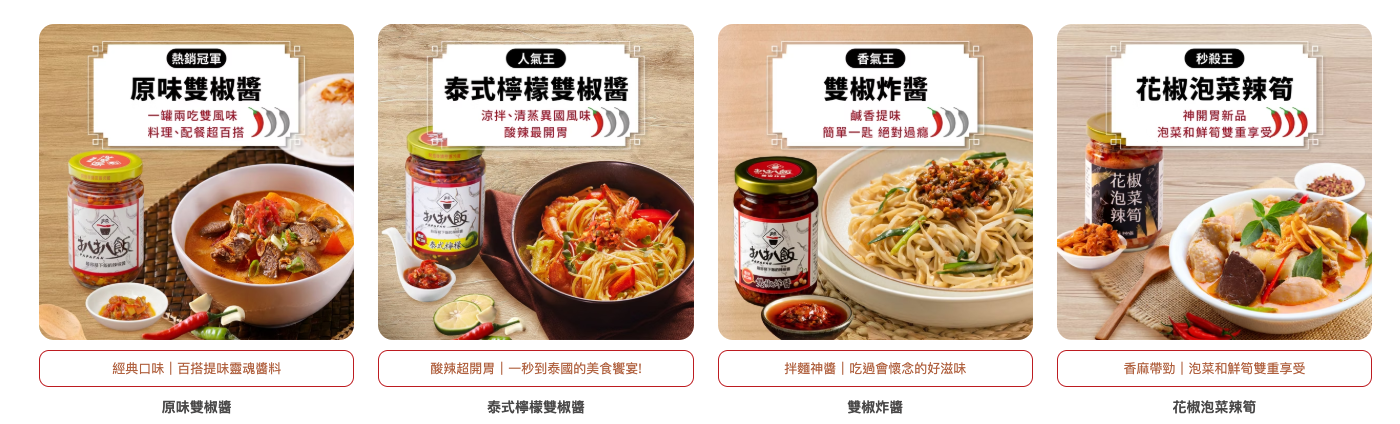 熱銷冠軍
原味雙椒醬
一罐兩吃雙風味
料理、配餐超百搭
扒扒飯
PAPAFAN
經典口味｜百搭提味靈魂醬料
原味雙椒醬
人氣王
泰式檸檬雙椒醬
涼拌、清蒸異國風味
酸辣最開胃
扒扒飯
PAPAFAN
泰式檸檬
酸辣超開胃｜一秒到泰國的美食饗宴!
泰式檸檬雙椒醬
香氣王
雙椒炸醬
鹹香提味
簡單一匙 絕對過癮
扒扒飯
PAPAFAN
雙椒炸醬
拌麵神醬｜吃過會懷念的好滋味
雙椒炸醬
秒殺王
花椒泡菜辣筍
神開胃新品
泡菜和鮮筍雙重享受
花椒
泡菜
辣筍
香麻帶勁｜泡菜和鮮筍雙重享受
花椒泡菜辣筍